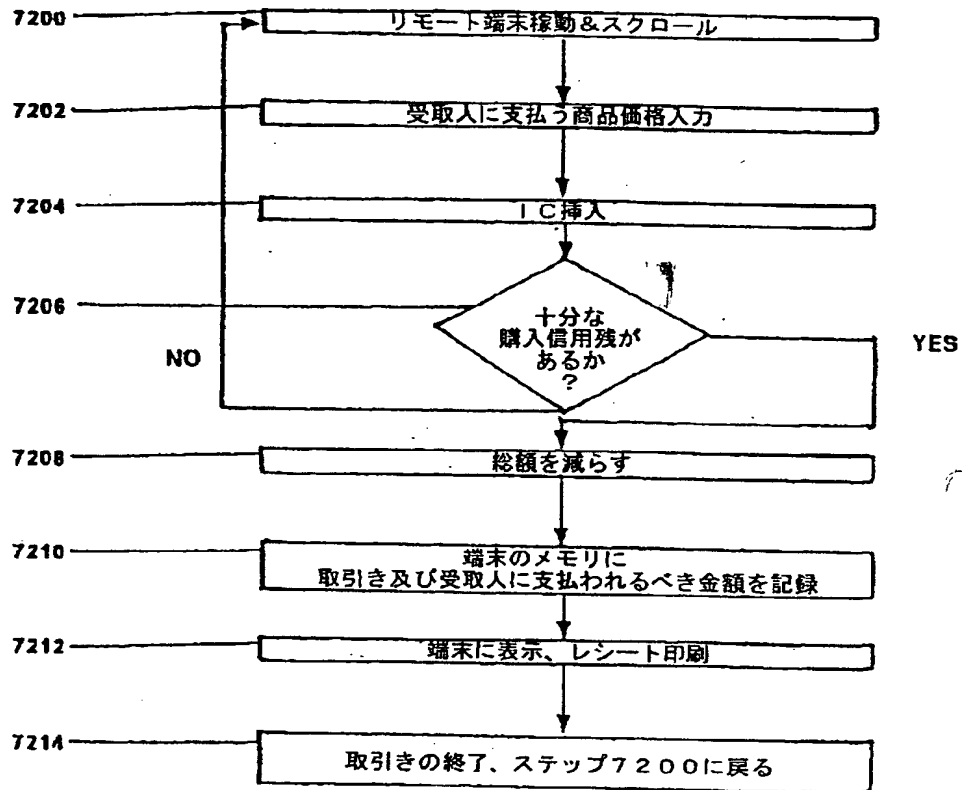 7200
リモート端末稼動&スクロール
7202
受取人に支払う商品価格入力
7204
IC挿入
7206
十分な
購入信用残が
あるか
?
NO
YES
7208
総額を減らす
7210
端末のメモリに
取引き及び受取人に支払われるべき金額を記録
7212
端末に表示、レシート印刷
7214
取引きの終了、ステップ7200に戻る